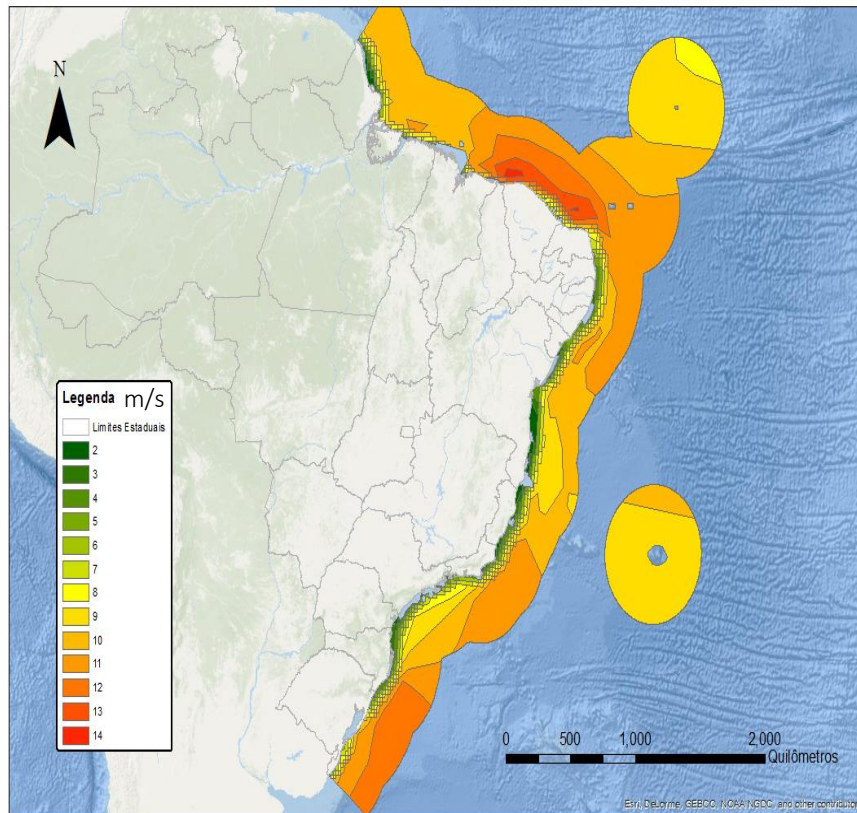 N
Legenda m/s
Limites Estaduais
2
3
4
5
6
7
8
9
10
11
12
13
14
0 500 1,000 2,000
Quilômetros
Esri, DeLorme, GEBCO, NOAA NGDC, and other contributor